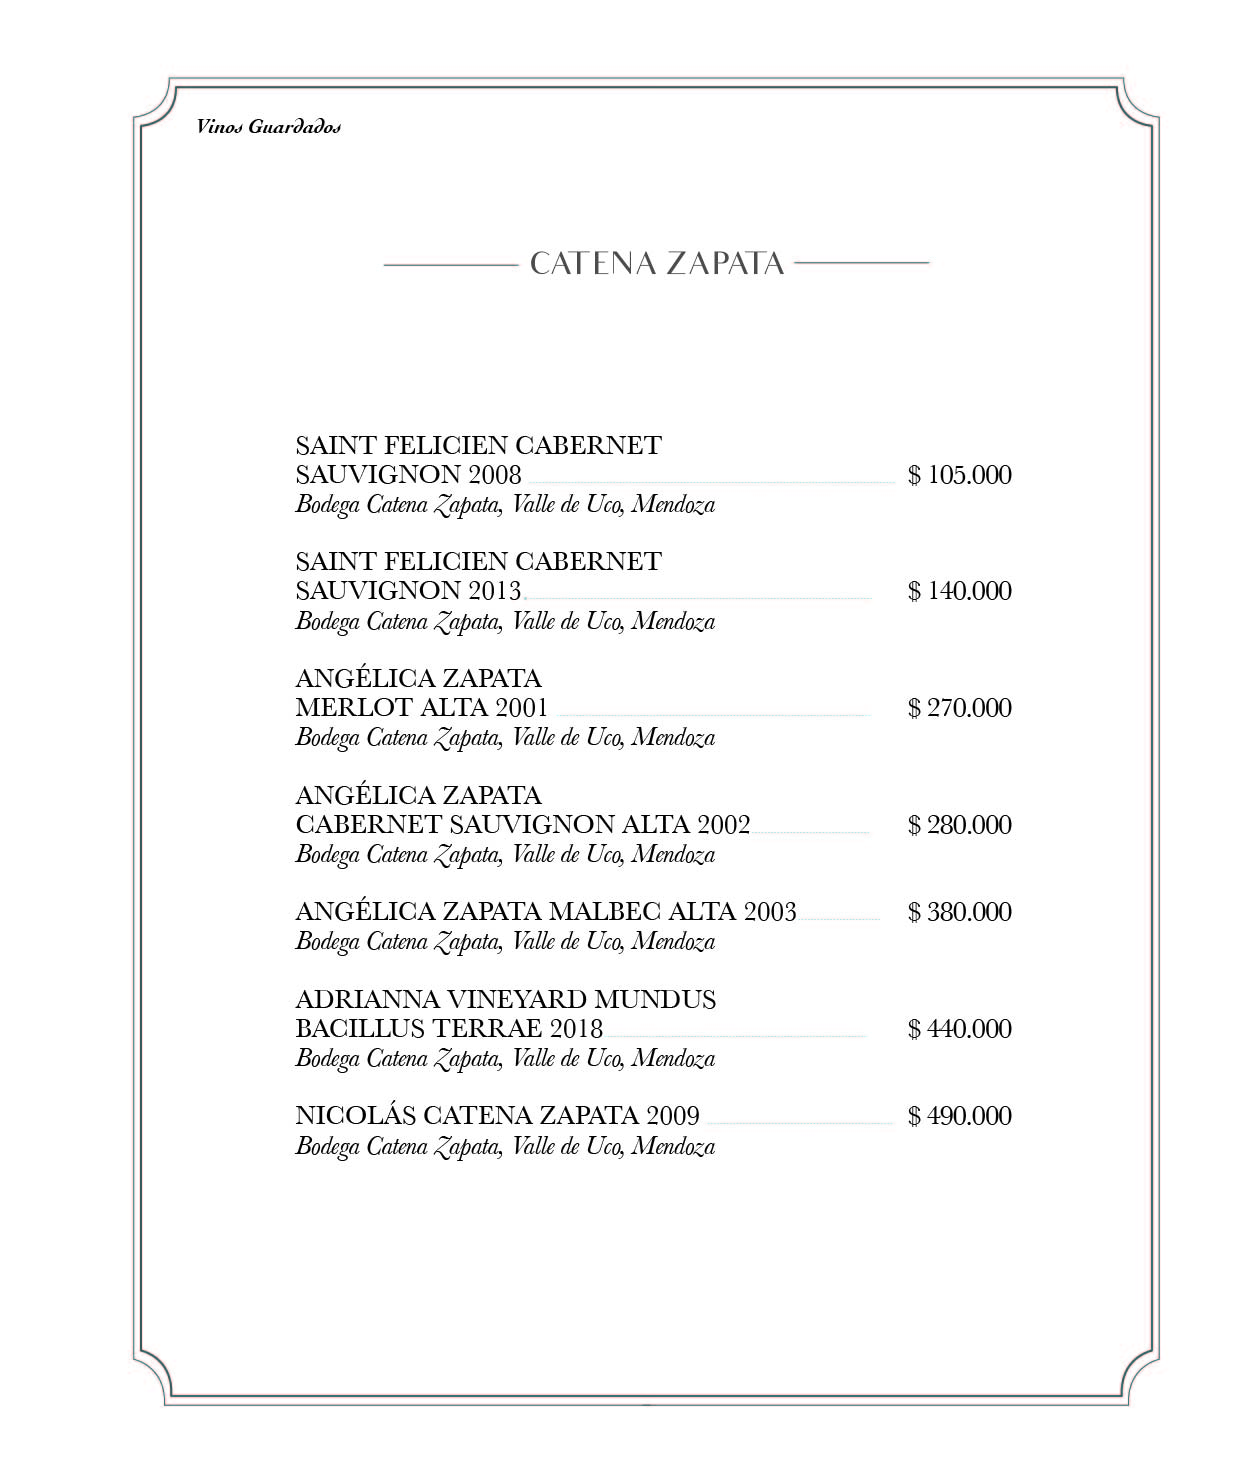 Vinos Guardados
CATENA ZAPATA
SAINT FELICIEN CABERNET
SAUVIGNON 2008 $ 105.000
Bodega Catena Zapata, Valle de Uco, Mendoza
SAINT FELICIEN CABERNET
SAUVIGNON 2013 $ 140.000
Bodega Catena Zapata, Valle de Uco, Mendoza
ANGÉLICA ZAPATA
MERLOT ALTA 2001 $ 270.000
Bodega Catena Zapata, Valle de Uco, Mendoza
ANGÉLICA ZAPATA
CABERNET SAUVIGNON ALTA 2002 $ 280.000
Bodega Catena Zapata, Valle de Uco, Mendoza
ANGÉLICA ZAPATA MALBEC ALTA 2003 $ 380.000
Bodega Catena Zapata, Valle de Uco, Mendoza
ADRIANNA VINEYARD MUNDUS
BACILLUS TERRAE 2018 $ 440.000
Bodega Catena Zapata, Valle de Uco, Mendoza
NICOLÁS CATENA ZAPATA 2009 $ 490.000
Bodega Catena Zapata, Valle de Uco, Mendoza